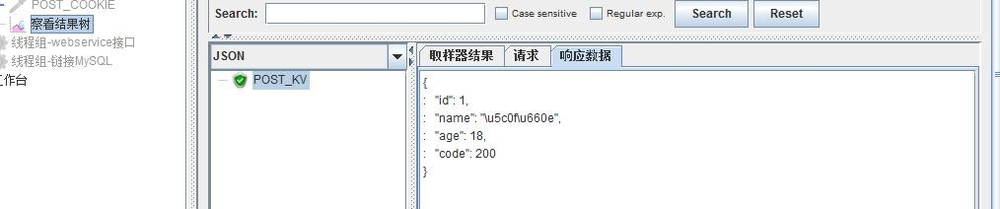 POST_COOKIE
察看结果树
线程组-webservice接口
线程组-链接MySQL
工作台
Search:
Case sensitive
Regular exp.
Search
Reset
JSON
取样器结果
请求
响应数据
POST_KV
{
: "id": 1,
: "name": "\u5c0f\u660e",
: "age": 18,
: "code": 200
}